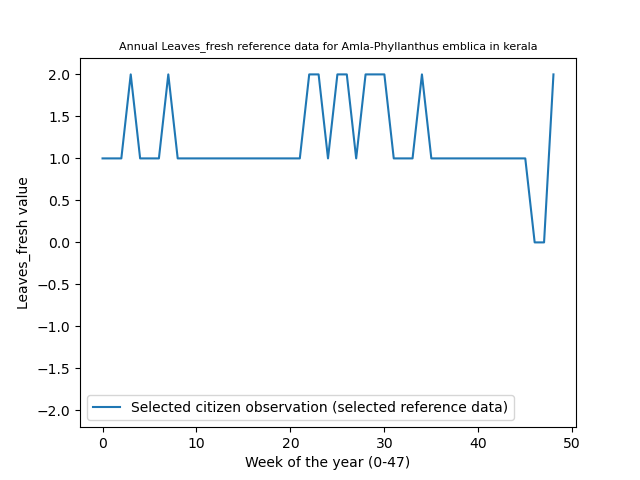 Annual Leaves_fresh reference data for Amla-Phyllanthus emblica in kerala
2.0
1.5
1.0
0.5
0.0
−0.5
−1.0
−1.5
−2.0
Leaves_fresh value
Selected citizen observation (selected reference data)
0 10 20 30 40 50
Week of the year (0-47)